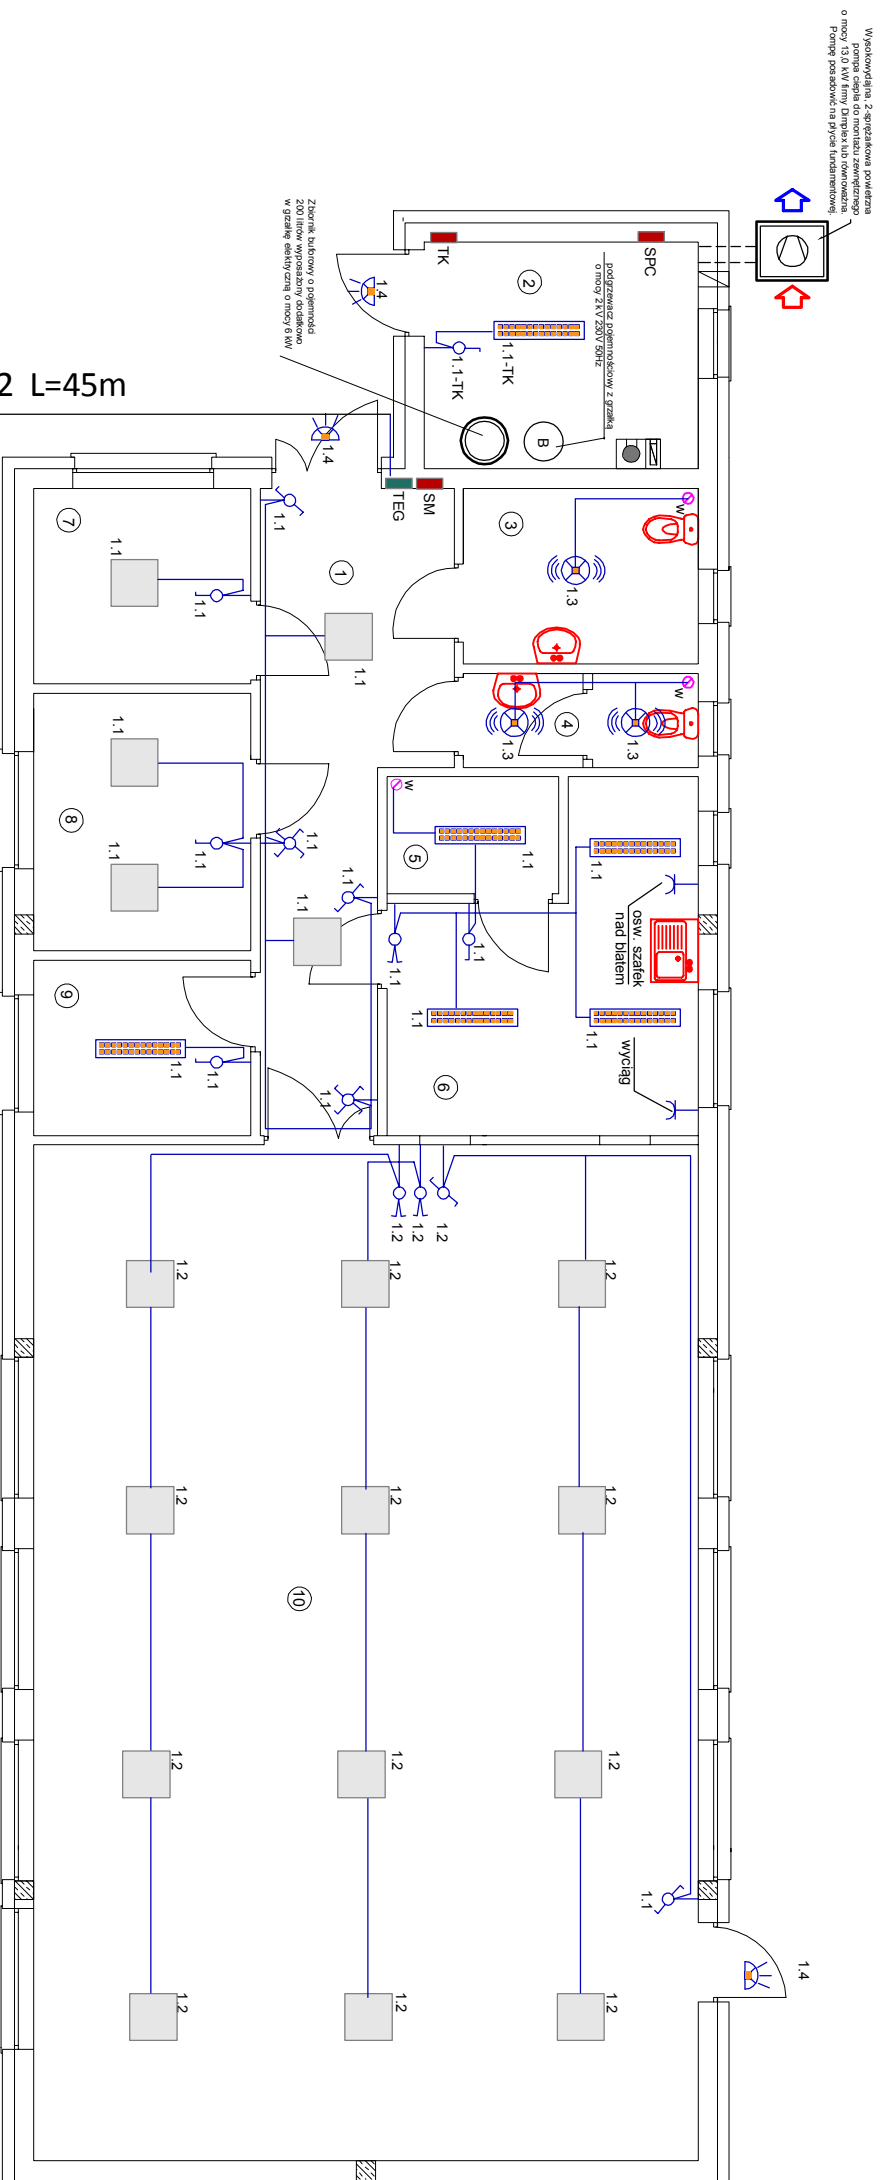 Wysokowydajna, 2-sprężarkowa powietrzna
pompa ciepła do montażu zewnętrznego
o mocy 13,0 kW firmy Dimplex lub równoważna.
Pompę posadowić na płycie fundamentowej.
SPC
TK
2
1.4
1.1-TK
1.1-TK
podgrzewacz pojemnościowy z grzałką
o mocy 2 kV 230V 50Hz
Zbiornik buforowy o pojemności
200 litrów wyposażony dodatkowo
w grzałkę elektryczną o mocy 6 kW
B
2 L=45m
1.4
TEG
SM
7
1.1
3
w
1.1
1
1.3
1.1
1.1
w
4
1.3
1.3
1.1
8
1.1
1.1
1.1
w
5
1.1
1.1
osw. szafek
nad blatem
1.1
1.1
1.1
1.1
9
1.1
1.1
1.1
1.1
wyciąg
6
1.1
1.2
1.2
1.2
1.2
1.2
1.2
1.2
1.2
1.2
10
1.2
1.2
1.2
1.1
1.4
1.2
1.2
1.2